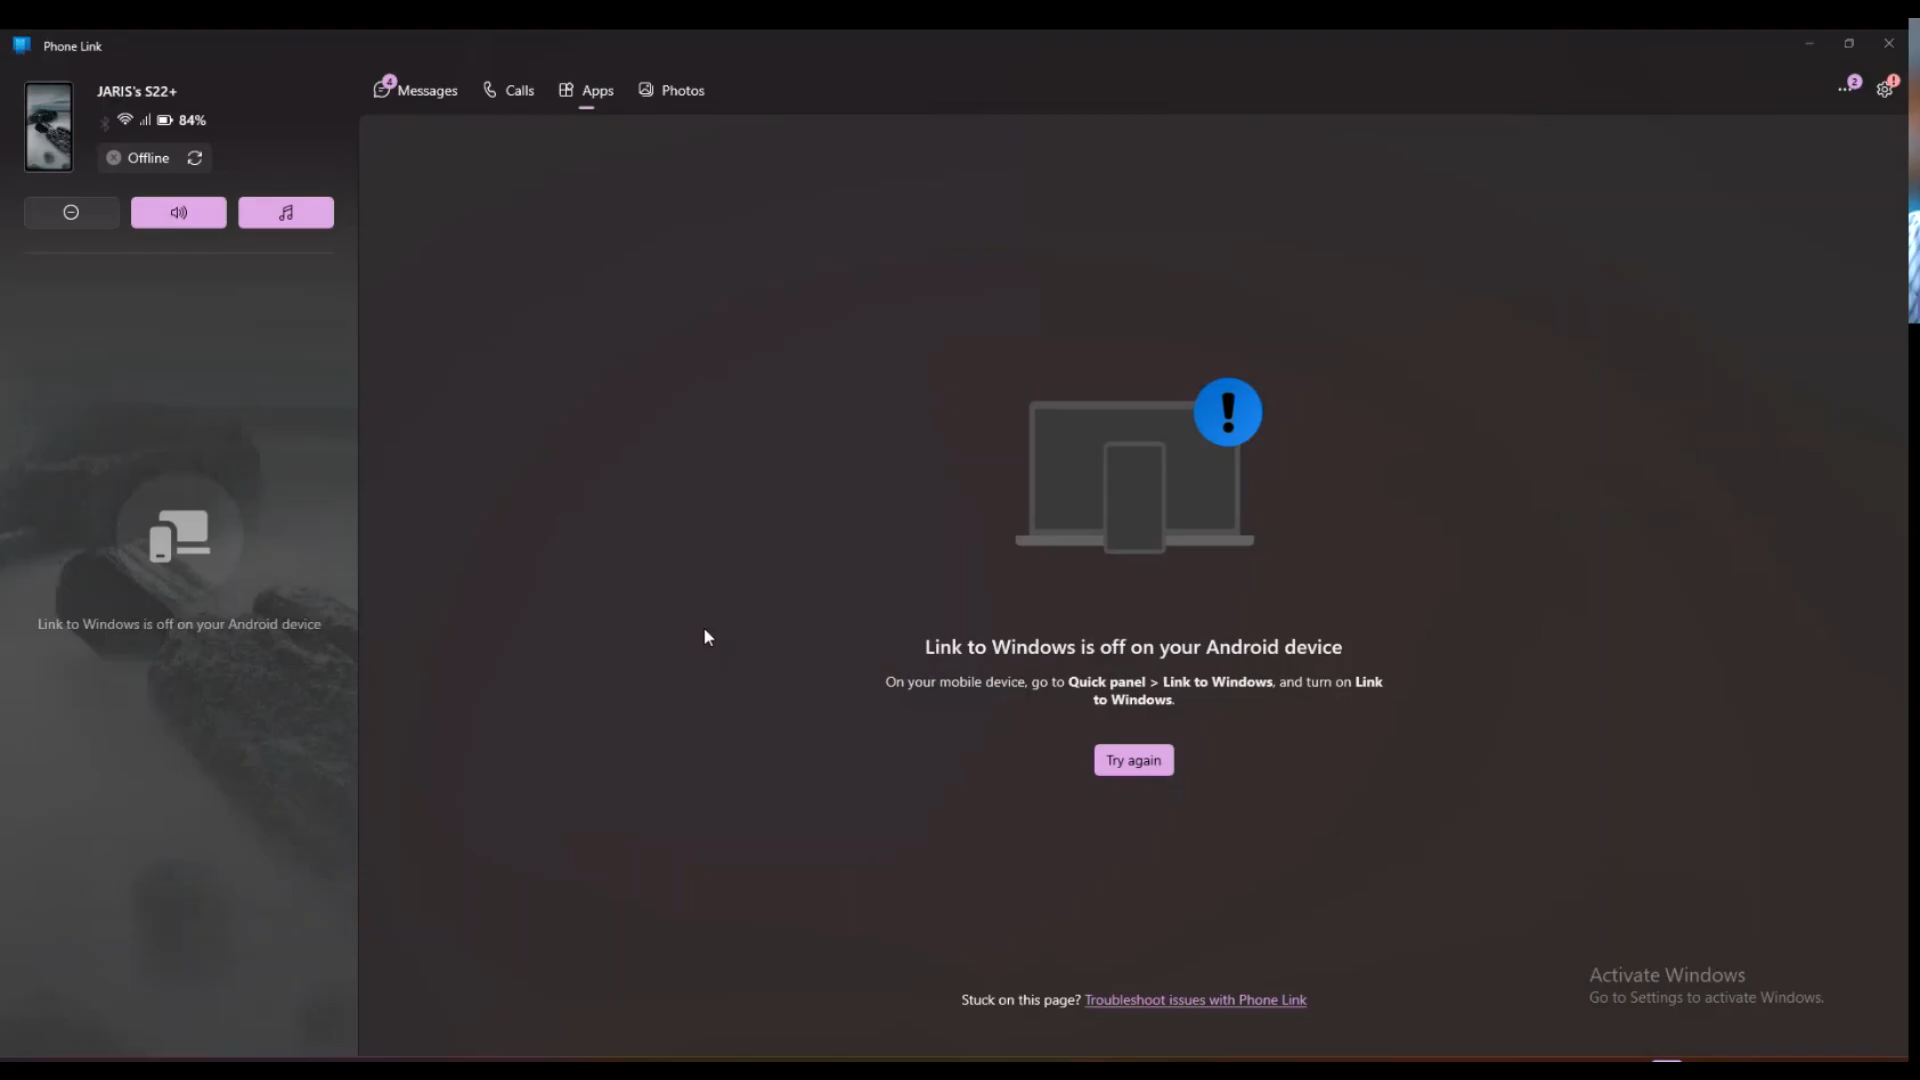 Phone Link
JARIS's S22+
84%
Offline
4
Messages
Calls
Apps
Photos
2
Link to Windows is off on your Android device
Link to Windows is off on your Android device
On your mobile device, go to Quick panel > Link to Windows, and turn on Link
to Windows.
Try again
Stuck on this page? Troubleshoot issues with Phone Link
Activate Windows
Go to Settings to activate Windows.